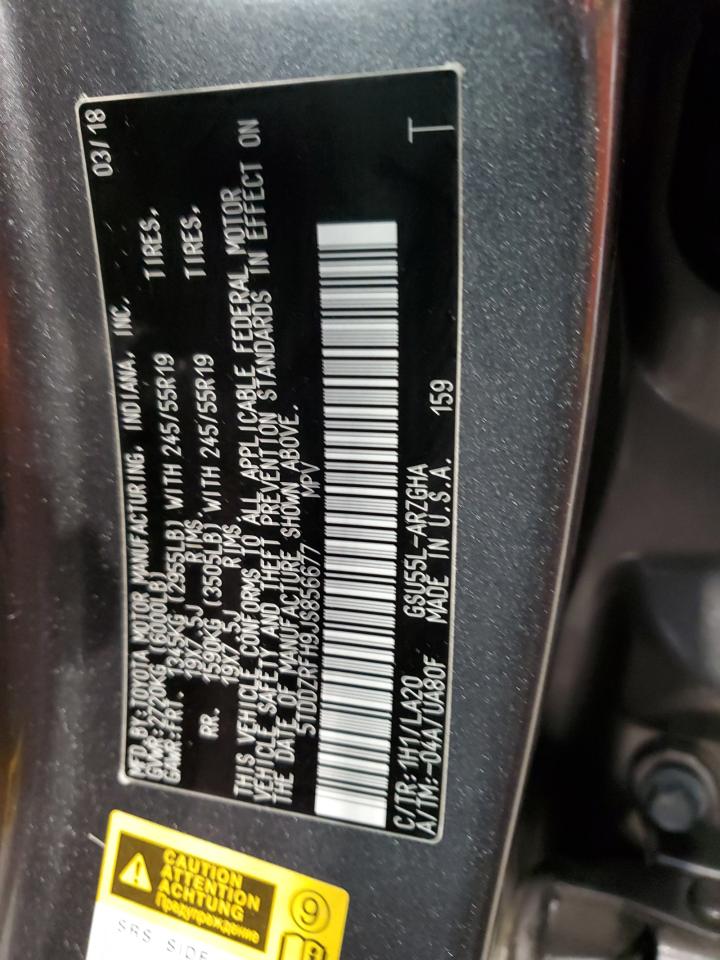 MFD.BY:TOYOTA MOTOR MANUFACTURING, INDIANA, INC. 03/18
GVWR:2720KG (6000LB)
GAWR:FRT. 1345KG (2955LB) WITH 245/55R19 TIRES,
19X7.5J RIMS,
RR. 1590KG (3505LB) WITH 245/55R19 TIRES,
19X7.5J RIMS
THIS VEHICLE CONFORMS TO ALL APPLICABLE FEDERAL MOTOR
VEHICLE SAFETY AND THEFT PREVENTION STANDARDS IN EFFECT ON
THE DATE OF MANUFACTURE SHOWN ABOVE.
5TDDZRFH9JS856677 MPV
C/TR:1H1/LA20 GSU55L-ARZGHA T
A/TM:-04A/UA80F MADE IN U.S.A. 159
CAUTION
ATTENTION
ACHTUNG
Предупреждение
9
SRS SIDE